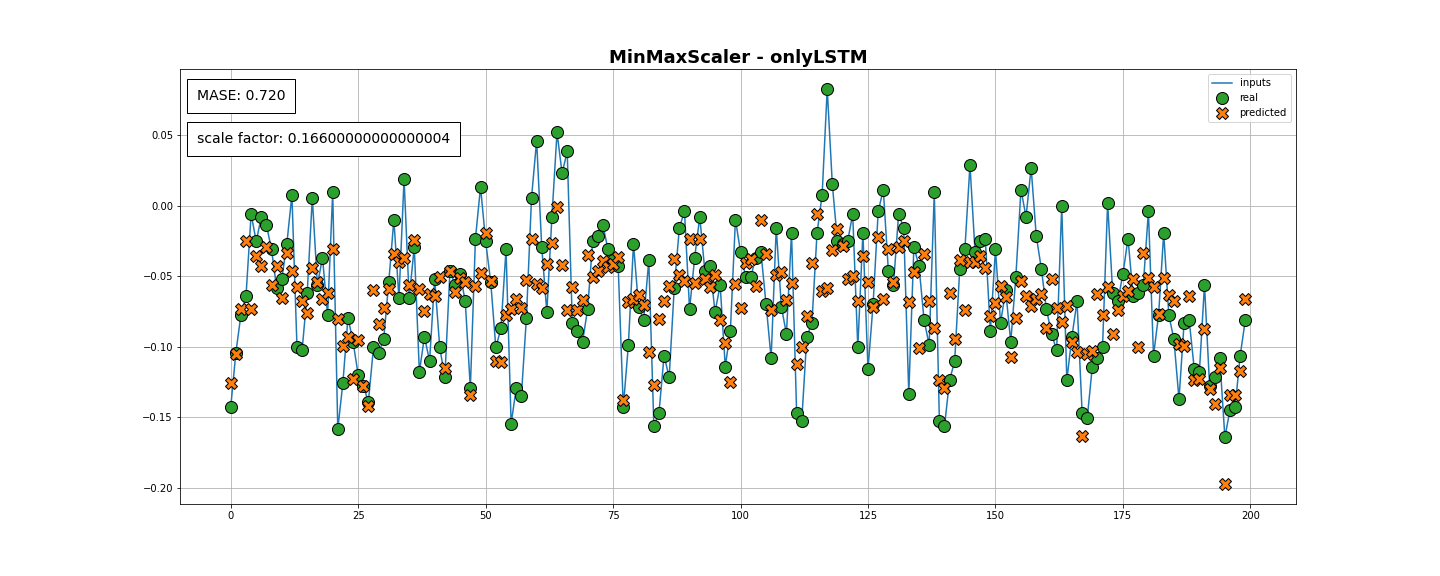 MinMaxScaler - onlyLSTM
MASE: 0.720
scale factor: 0.16600000000000004
inputs
real
predicted
0.05
0.00
−0.05
−0.10
−0.15
−0.20
0 25 50 75 100 125 150 175 200